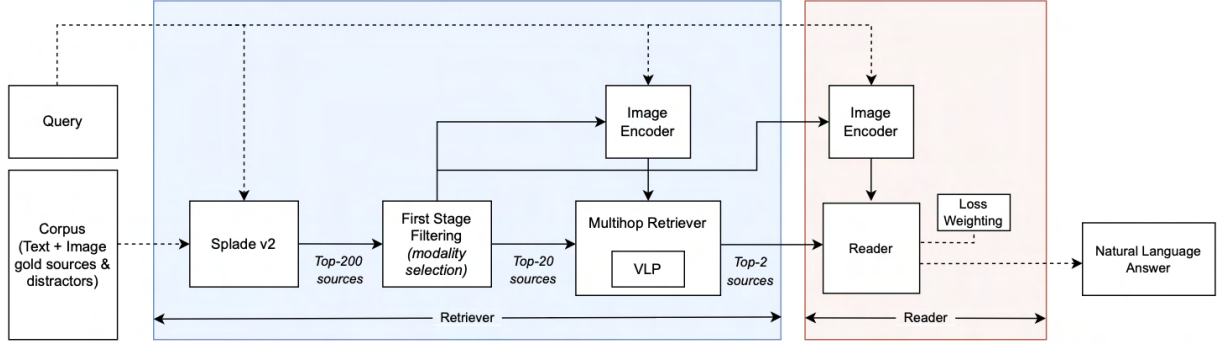 Query
Corpus
(Text + Image
gold sources &
distractors)
Splade v2
Top-200
sources
First Stage
Filtering
(modality
selection)
Top-20
sources
Image
Encoder
Multihop Retriever
VLP
Top-2
sources
Retriever
Image
Encoder
Reader
Loss
Weighting
Reader
Natural Language
Answer